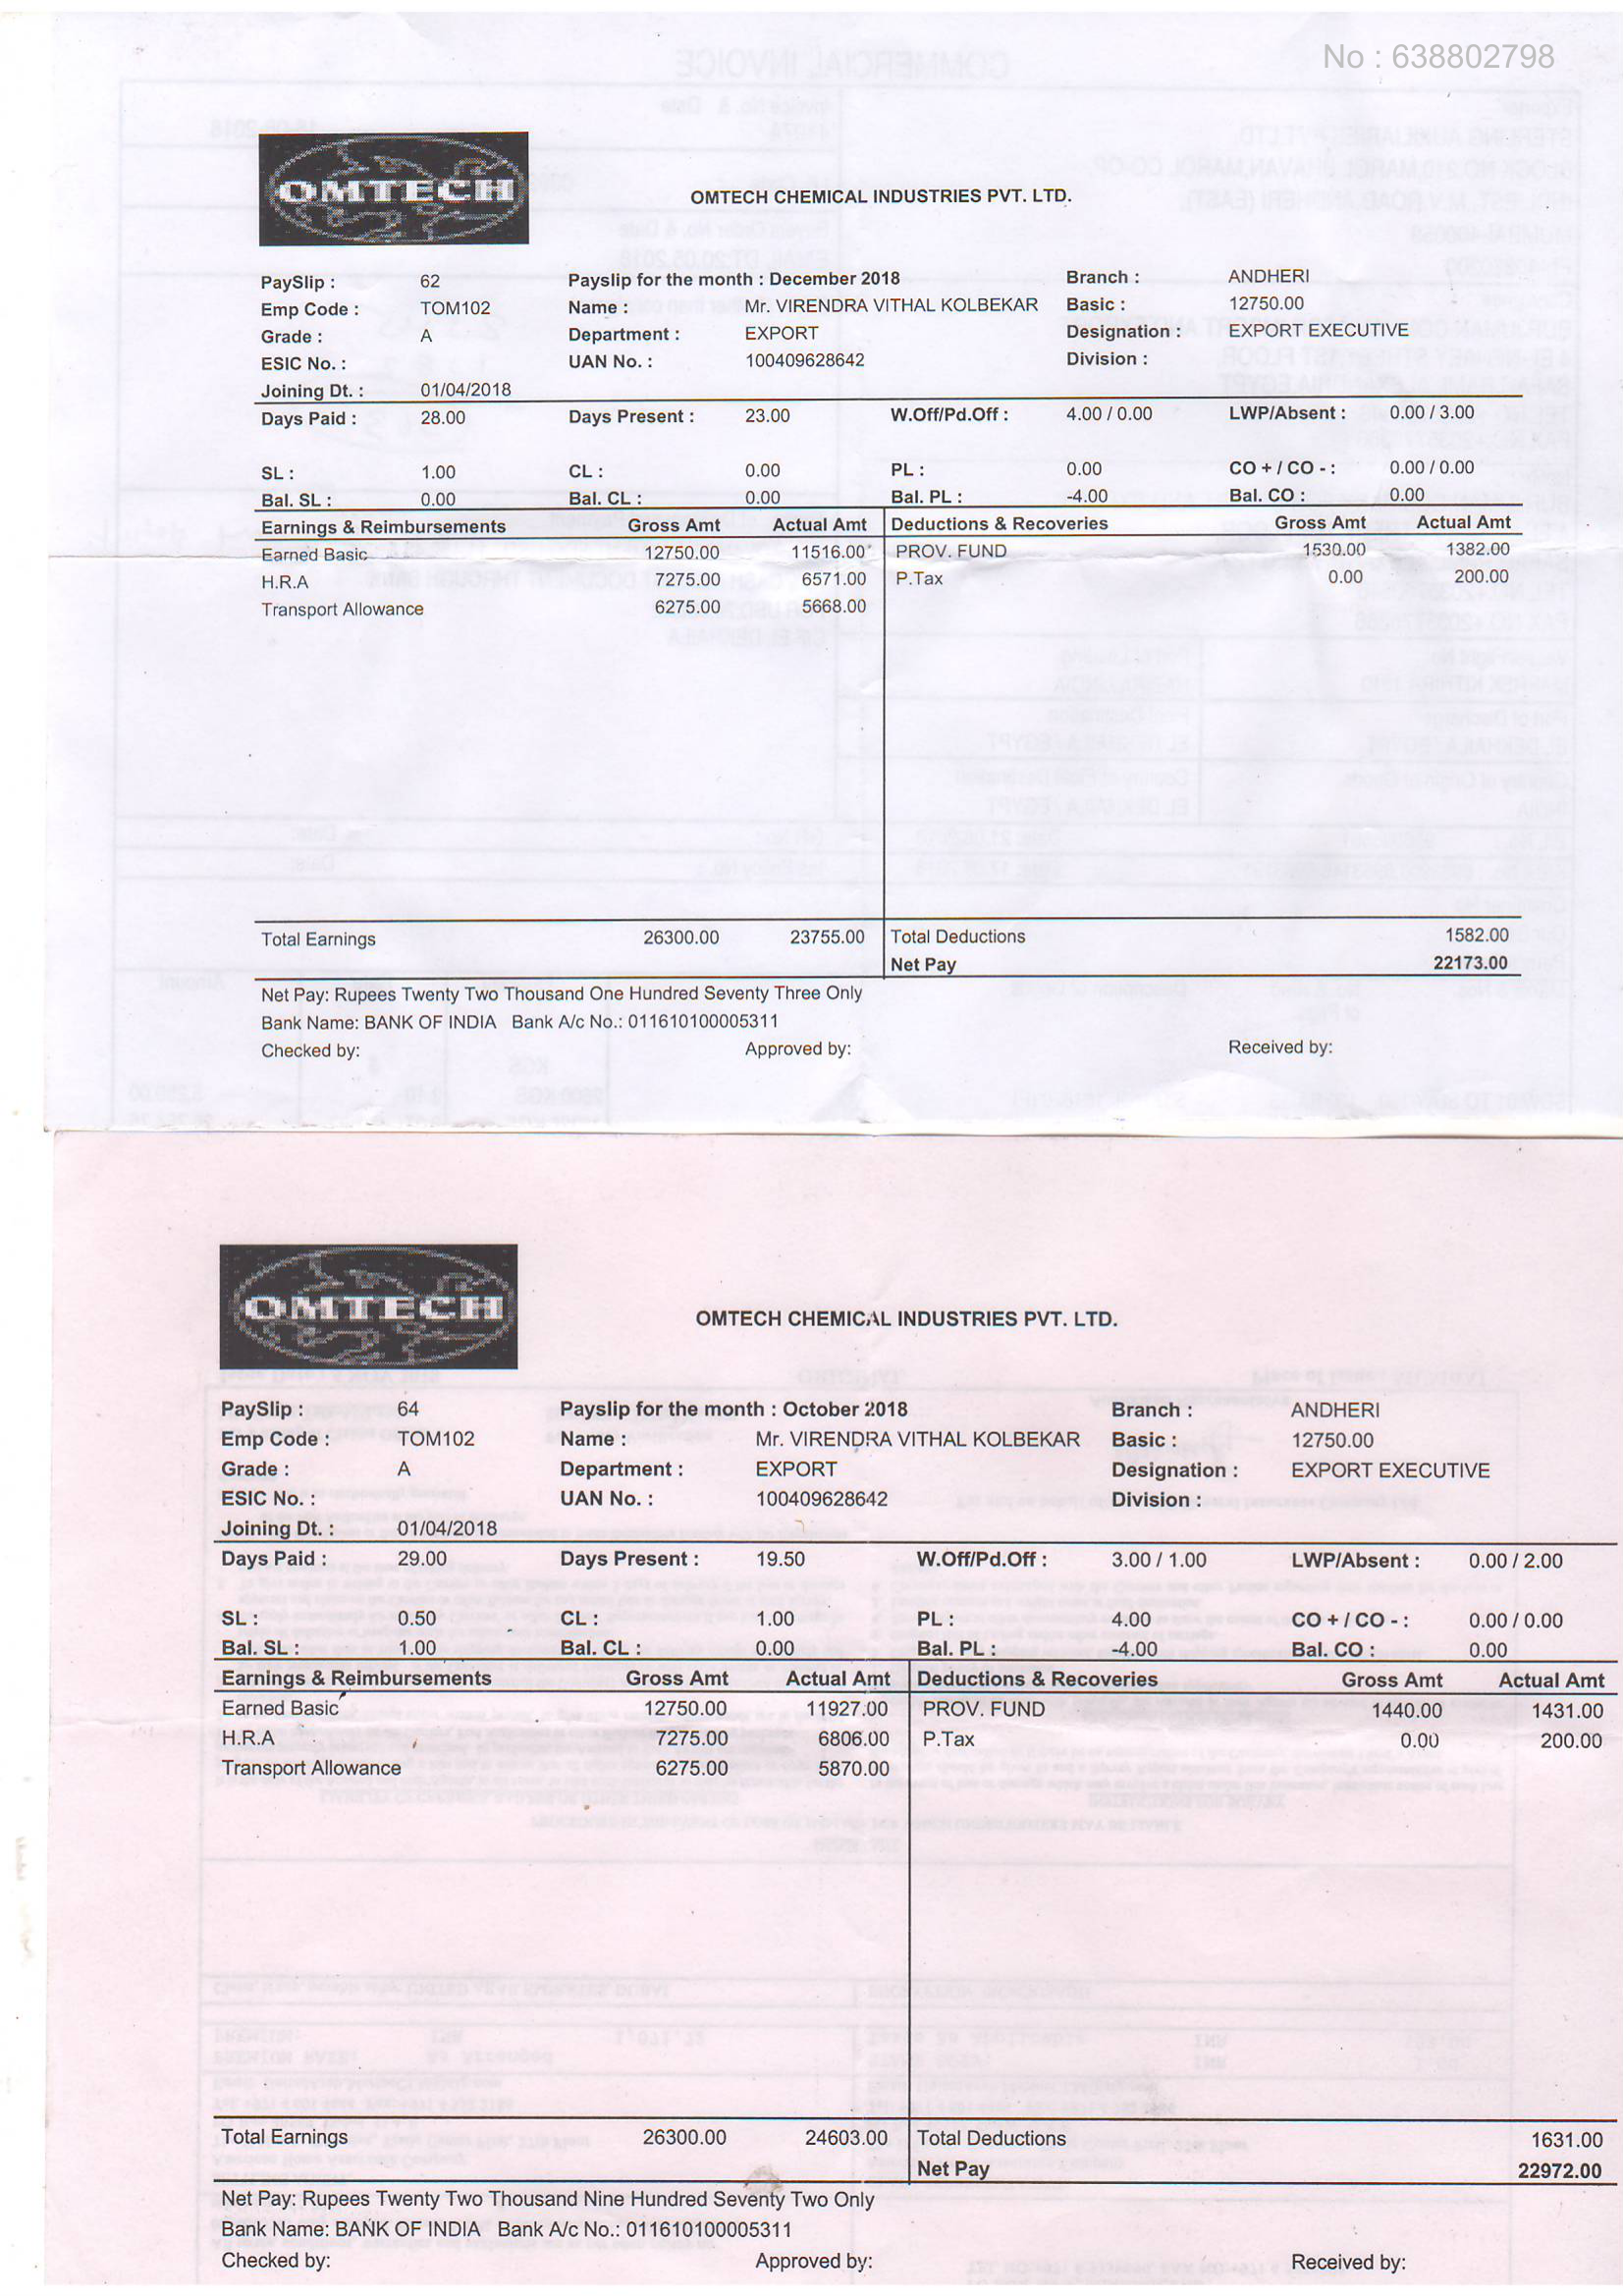 No : 638802798
OMTECH
OMTECH CHEMICAL INDUSTRIES PVT. LTD.
PaySlip : 62 Payslip for the month : December 2018 Branch : ANDHERI
Emp Code : TOM102 Name : Mr. VIRENDRA VITHAL KOLBEKAR Basic : 12750.00
Grade : A Department : EXPORT Designation : EXPORT EXECUTIVE
ESIC No. : UAN No. : 100409628642 Division :
Joining Dt. : 01/04/2018
Days Paid : 28.00 Days Present : 23.00 W.Off/Pd.Off : 4.00 / 0.00 LWP/Absent : 0.00 / 3.00
SL : 1.00 CL : 0.00 PL : 0.00 CO + / CO - : 0.00 / 0.00
Bal. SL : 0.00 Bal. CL : 0.00 Bal. PL : -4.00 Bal. CO : 0.00
Earnings & Reimbursements Gross Amt Actual Amt Deductions & Recoveries Gross Amt Actual Amt
Earned Basic 12750.00 11516.00 PROV. FUND 1530.00 1382.00
H.R.A 7275.00 6571.00 P.Tax 0.00 200.00
Transport Allowance 6275.00 5668.00
Total Earnings 26300.00 23755.00 Total Deductions 1582.00
Net Pay 22173.00
Net Pay: Rupees Twenty Two Thousand One Hundred Seventy Three Only
Bank Name: BANK OF INDIA Bank A/c No.: 011610100005311
Checked by: Approved by: Received by:
OMTECH
OMTECH CHEMICAL INDUSTRIES PVT. LTD.
PaySlip : 64 Payslip for the month : October 2018 Branch : ANDHERI
Emp Code : TOM102 Name : Mr. VIRENDRA VITHAL KOLBEKAR Basic : 12750.00
Grade : A Department : EXPORT Designation : EXPORT EXECUTIVE
ESIC No. : UAN No. : 100409628642 Division :
Joining Dt. : 01/04/2018
Days Paid : 29.00 Days Present : 19.50 W.Off/Pd.Off : 3.00 / 1.00 LWP/Absent : 0.00 / 2.00
SL : 0.50 CL : 1.00 PL : 4.00 CO + / CO - : 0.00 / 0.00
Bal. SL : 1.00 Bal. CL : 0.00 Bal. PL : -4.00 Bal. CO : 0.00
Earnings & Reimbursements Gross Amt Actual Amt Deductions & Recoveries Gross Amt Actual Amt
Earned Basic 12750.00 11927.00 PROV. FUND 1440.00 1431.00
H.R.A 7275.00 6806.00 P.Tax 0.00 200.00
Transport Allowance 6275.00 5870.00
Total Earnings 26300.00 24603.00 Total Deductions 1631.00
Net Pay 22972.00
Net Pay: Rupees Twenty Two Thousand Nine Hundred Seventy Two Only
Bank Name: BANK OF INDIA Bank A/c No.: 011610100005311
Checked by: Approved by: Received by: